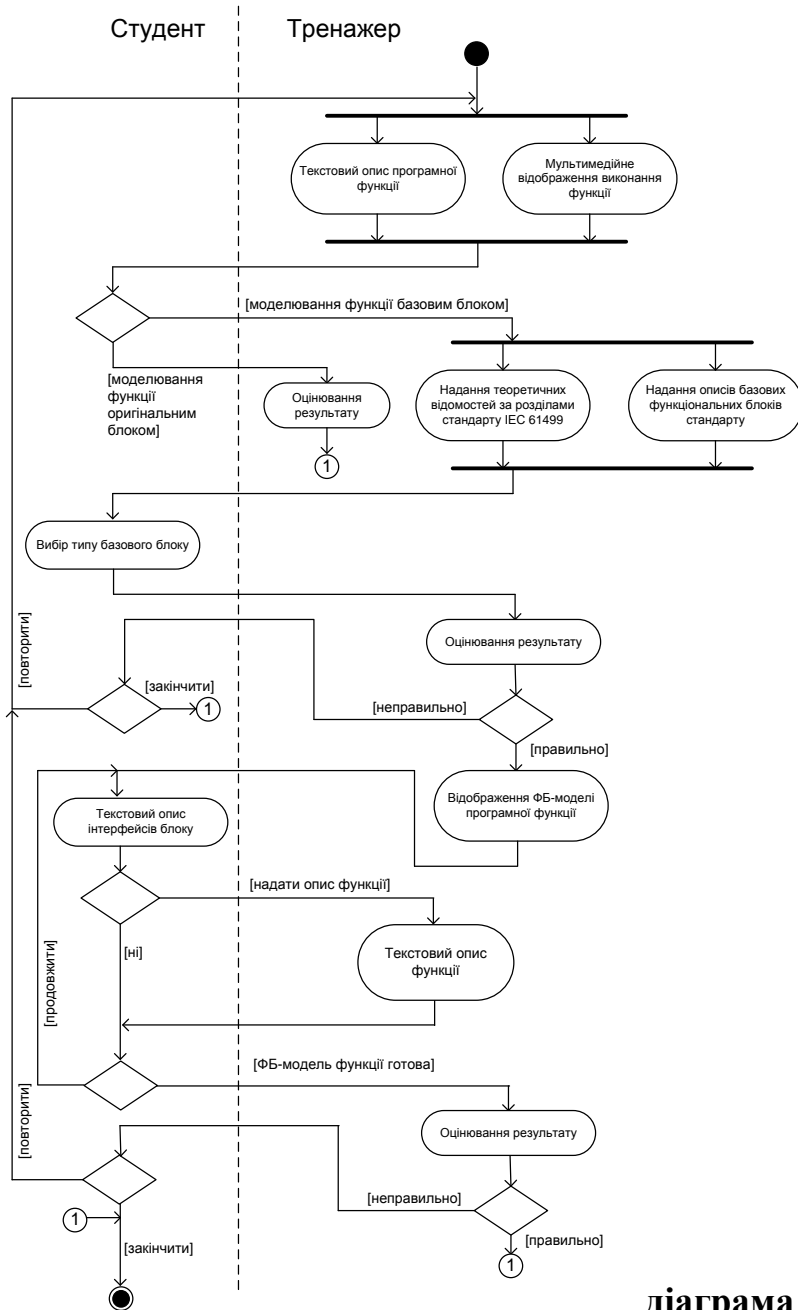 Студент
Тренажер
Текстовий опис програмної
функції
Мультимедійне
відображення виконання
функції
[моделювання функції базовим блоком]
[моделювання
функції
оригінальним
блоком]
Оцінювання
результату
1
Надання теоретичних
відомостей за розділами
стандарту IEC 61499
Надання описів базових
функціональних блоків
стандарту
Вибір типу базового блоку
Оцінювання результату
[повторити]
[закінчити]
1
[неправильно]
[правильно]
Відображення ФБ-моделі
програмної функції
Текстовий опис
інтерфейсів блоку
[надати опис функції]
[ні]
Текстовий опис
функції
[продовжити]
[ФБ-модель функції готова]
[повторити]
Оцінювання результату
[неправильно]
1
[закінчити]
[правильно]
1
діаграма